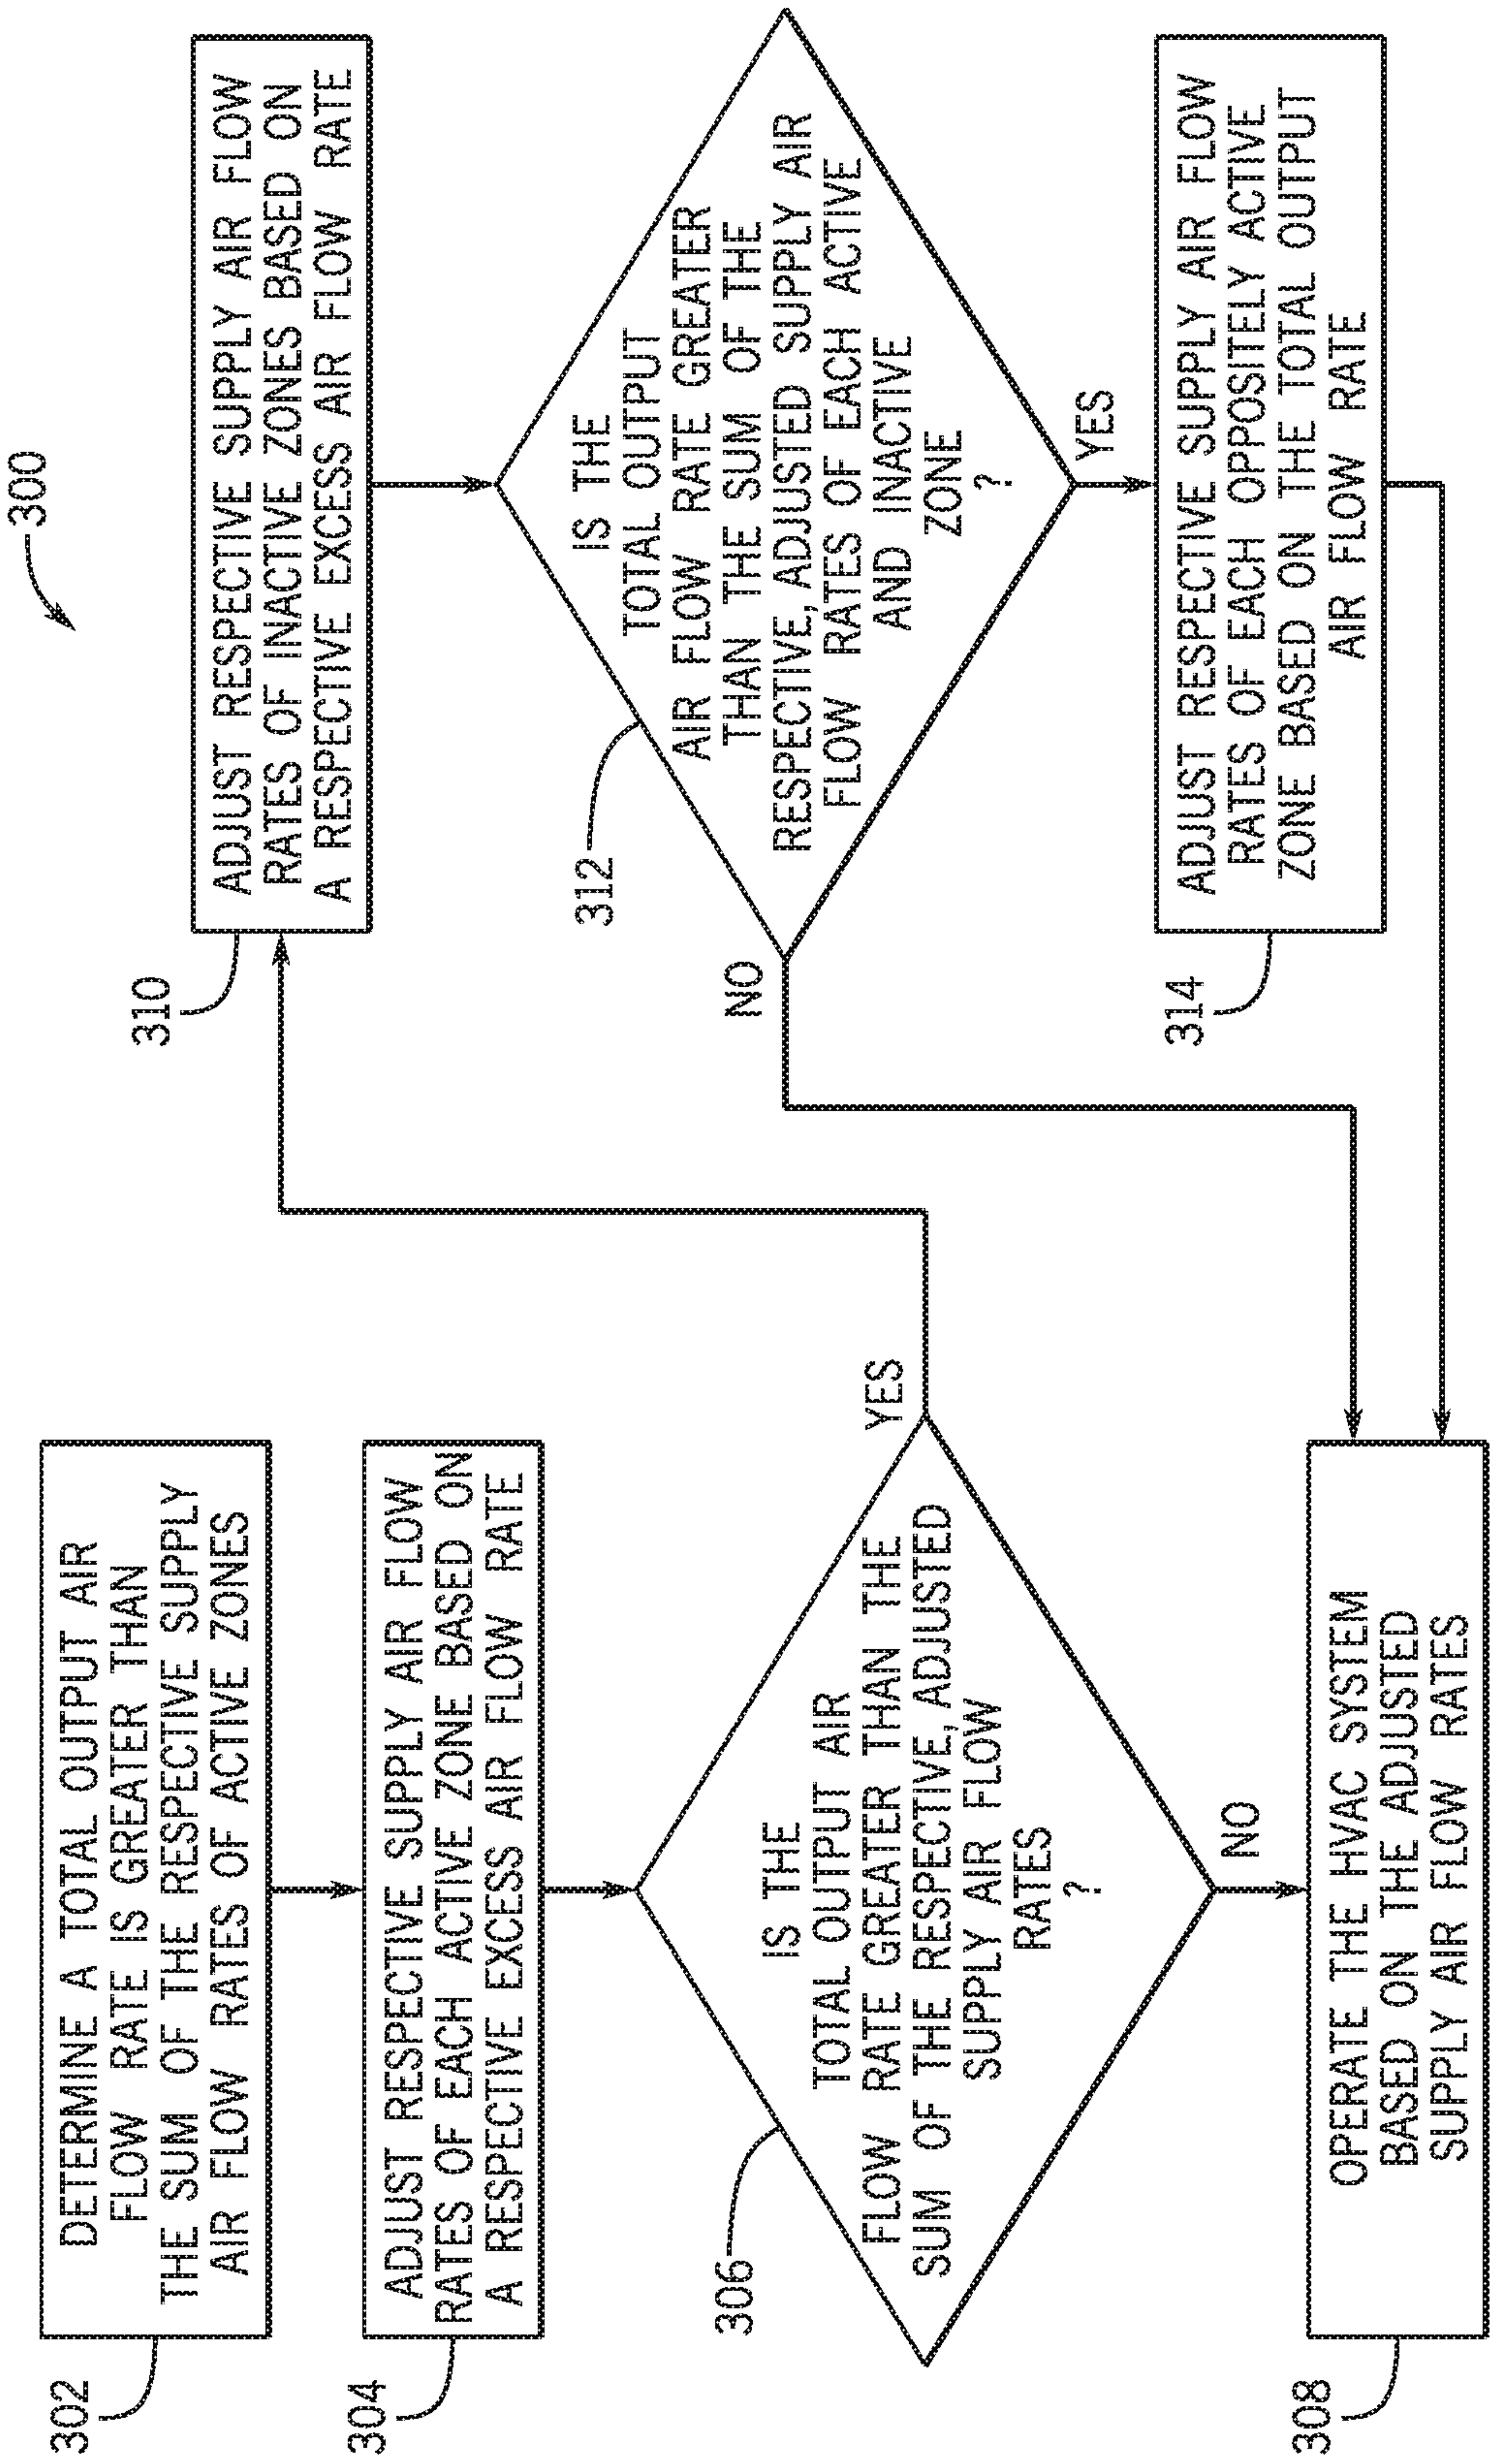 300
302
DETERMINE A TOTAL OUTPUT AIR
FLOW RATE IS GREATER THAN
THE SUM OF THE RESPECTIVE SUPPLY
AIR FLOW RATES OF ACTIVE ZONES
304
ADJUST RESPECTIVE SUPPLY AIR FLOW
RATES OF EACH ACTIVE ZONE BASED ON
A RESPECTIVE EXCESS AIR FLOW RATE
306
IS THE
TOTAL OUTPUT AIR
FLOW RATE GREATER THAN THE
SUM OF THE RESPECTIVE, ADJUSTED
SUPPLY AIR FLOW
RATES
?
YES
NO
308
OPERATE THE HVAC SYSTEM
BASED ON THE ADJUSTED
SUPPLY AIR FLOW RATES
310
ADJUST RESPECTIVE SUPPLY AIR FLOW
RATES OF INACTIVE ZONES BASED ON
A RESPECTIVE EXCESS AIR FLOW RATE
312
IS THE
TOTAL OUTPUT
AIR FLOW RATE GREATER
THAN THE SUM OF THE
RESPECTIVE, ADJUSTED SUPPLY AIR
FLOW RATES OF EACH ACTIVE
AND INACTIVE
ZONE
?
NO
YES
314
ADJUST RESPECTIVE SUPPLY AIR FLOW
RATES OF EACH OPPOSITELY ACTIVE
ZONE BASED ON THE TOTAL OUTPUT
AIR FLOW RATE